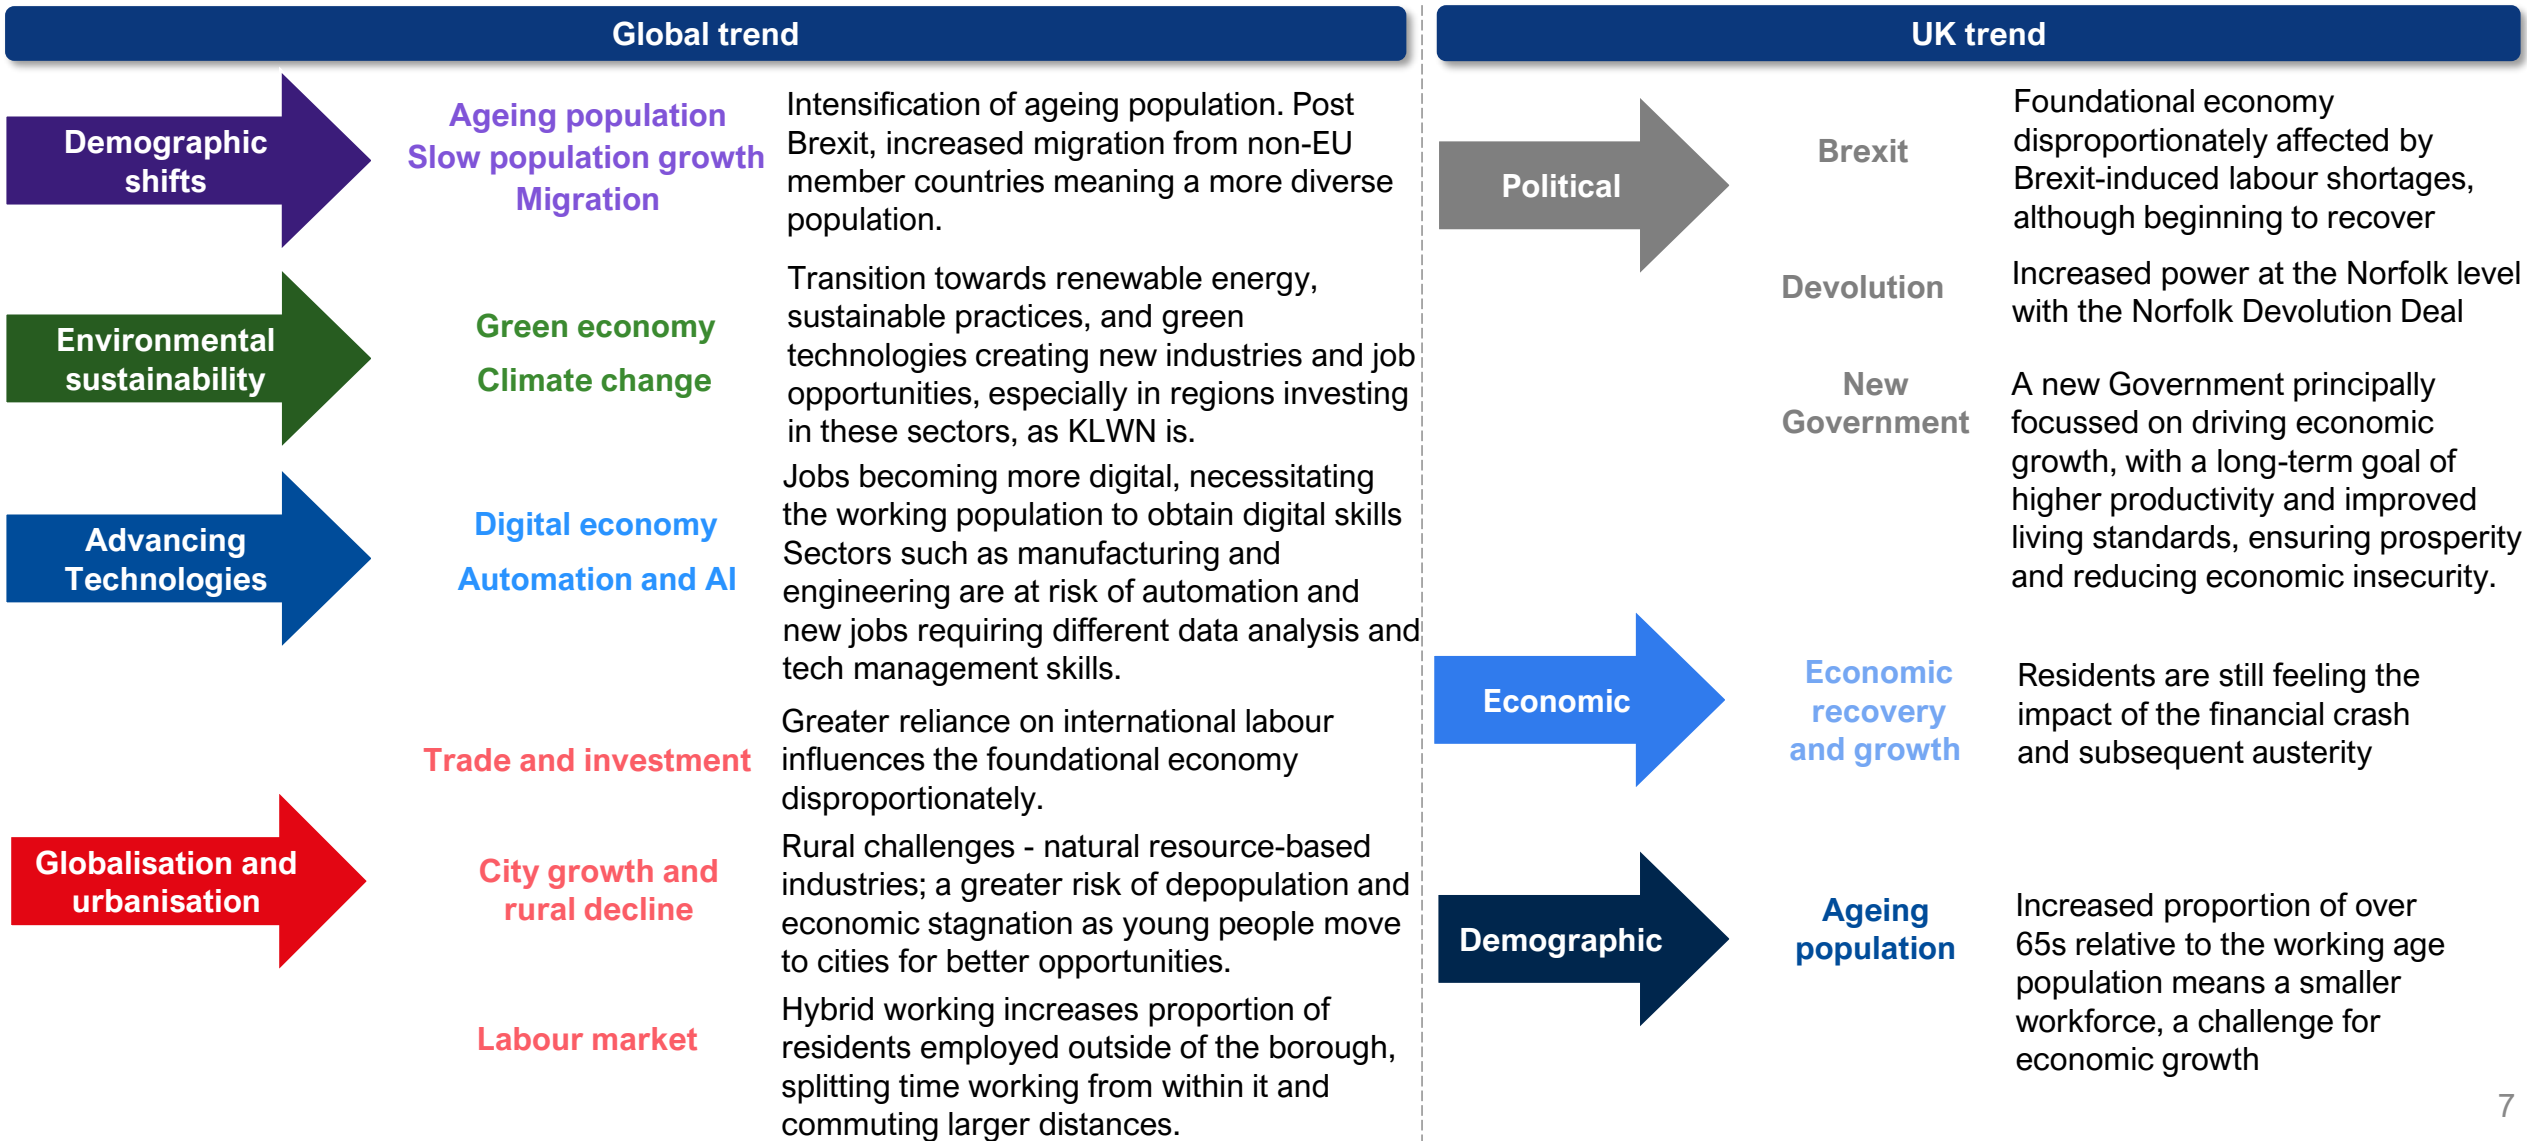 Global trend
Demographic
shifts
Ageing population
Slow population growth
Migration
Intensification of ageing population. Post
Brexit, increased migration from non-EU
member countries meaning a more diverse
population.
Environmental
sustainability
Green economy
Climate change
Transition towards renewable energy,
sustainable practices, and green
technologies creating new industries and job
opportunities, especially in regions investing
in these sectors, as KLWN is.
Advancing
Technologies
Digital economy
Automation and AI
Jobs becoming more digital, necessitating
the working population to obtain digital skills
Sectors such as manufacturing and
engineering are at risk of automation and
new jobs requiring different data analysis and
tech management skills.
Globalisation and
urbanisation
Trade and investment
Greater reliance on international labour
influences the foundational economy
disproportionately.
City growth and
rural decline
Rural challenges - natural resource-based
industries; a greater risk of depopulation and
economic stagnation as young people move
to cities for better opportunities.
Labour market
Hybrid working increases proportion of
residents employed outside of the borough,
splitting time working from within it and
commuting larger distances.
UK trend
Political
Brexit
Foundational economy
disproportionately affected by
Brexit-induced labour shortages,
although beginning to recover
Devolution
Increased power at the Norfolk level
with the Norfolk Devolution Deal
New
Government
A new Government principally
focussed on driving economic
growth, with a long-term goal of
higher productivity and improved
living standards, ensuring prosperity
and reducing economic insecurity.
Economic
Economic
recovery
and growth
Residents are still feeling the
impact of the financial crash
and subsequent austerity
Demographic
Ageing
population
Increased proportion of over
65s relative to the working age
population means a smaller
workforce, a challenge for
economic growth
7